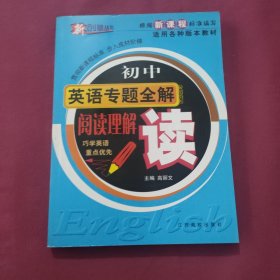 根据新课程标准编写
适用各种版本教材
初中
英语专题全解
阅读理解
读
巧学英语
重点优先
主编 高丽文
English